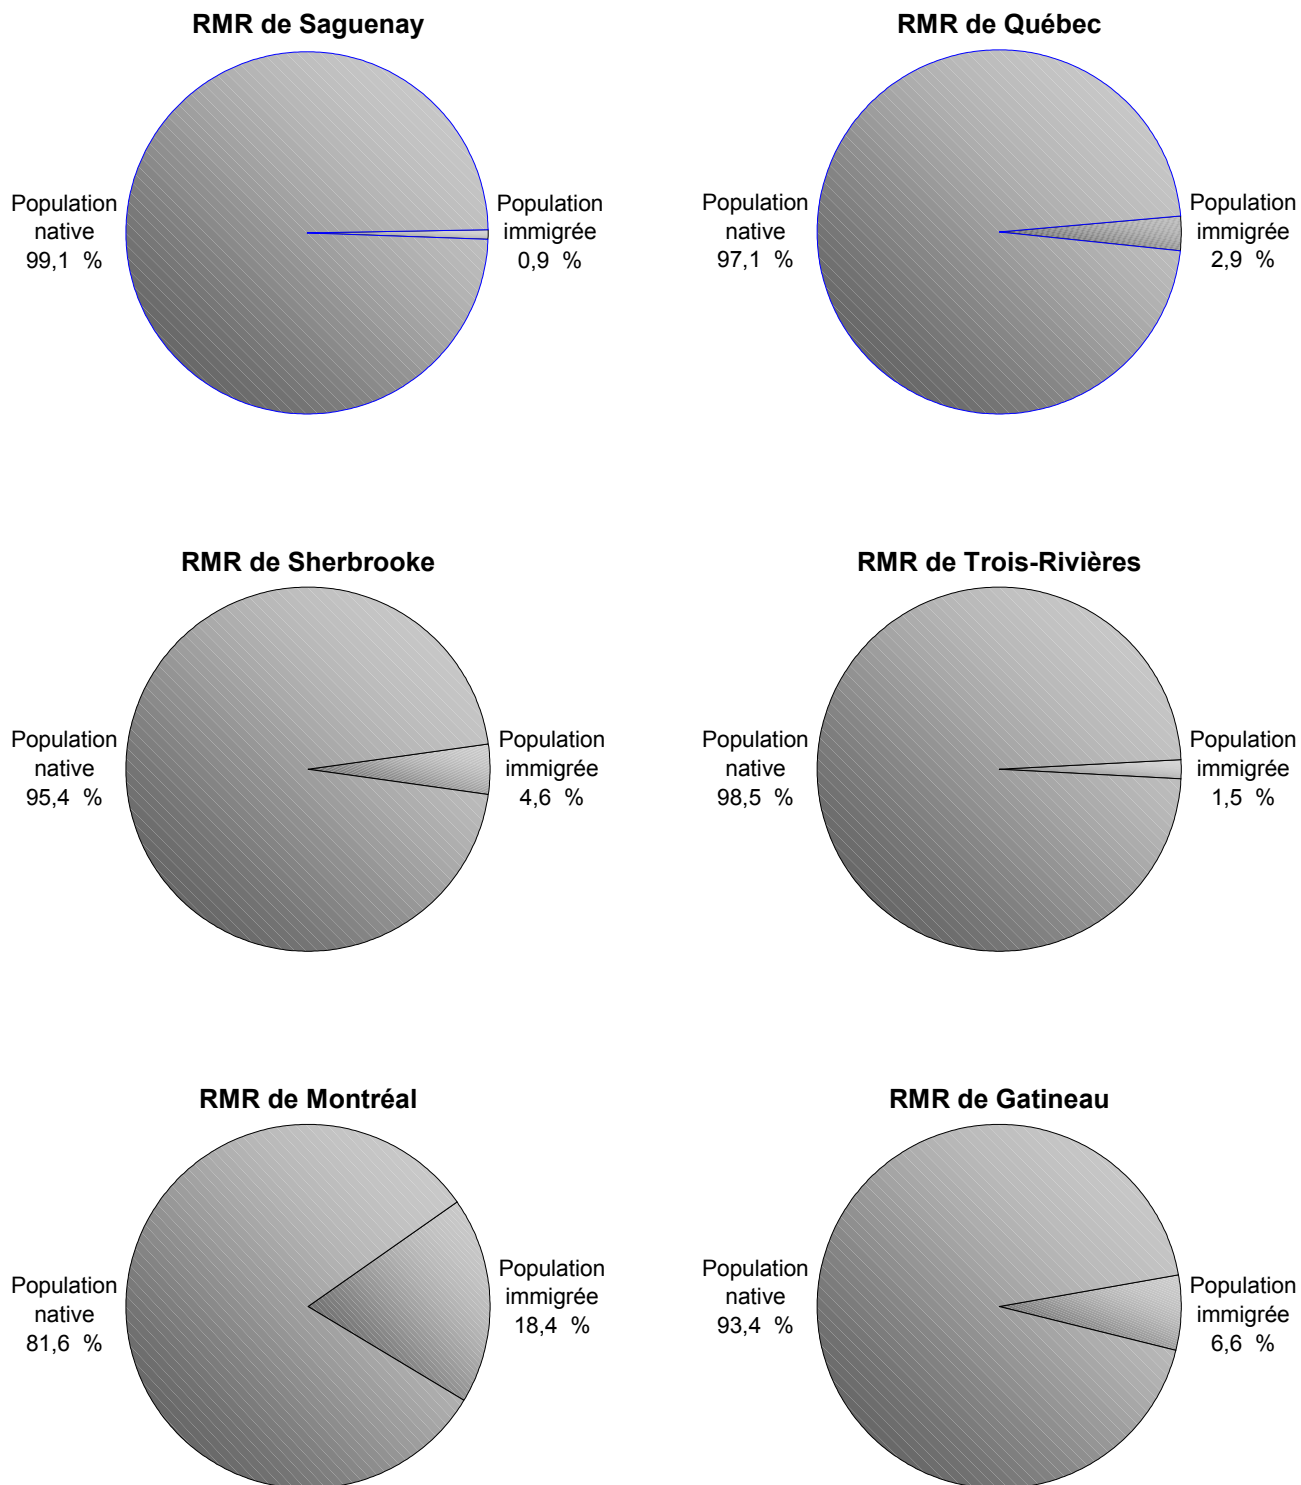 RMR de Saguenay
Population
native
99,1 %
Population
immigrée
0,9 %
RMR de Québec
Population
native
97,1 %
Population
immigrée
2,9 %
RMR de Sherbrooke
Population
native
95,4 %
Population
immigrée
4,6 %
RMR de Trois-Rivières
Population
native
98,5 %
Population
immigrée
1,5 %
RMR de Montréal
Population
native
81,6 %
Population
immigrée
18,4 %
RMR de Gatineau
Population
native
93,4 %
Population
immigrée
6,6 %